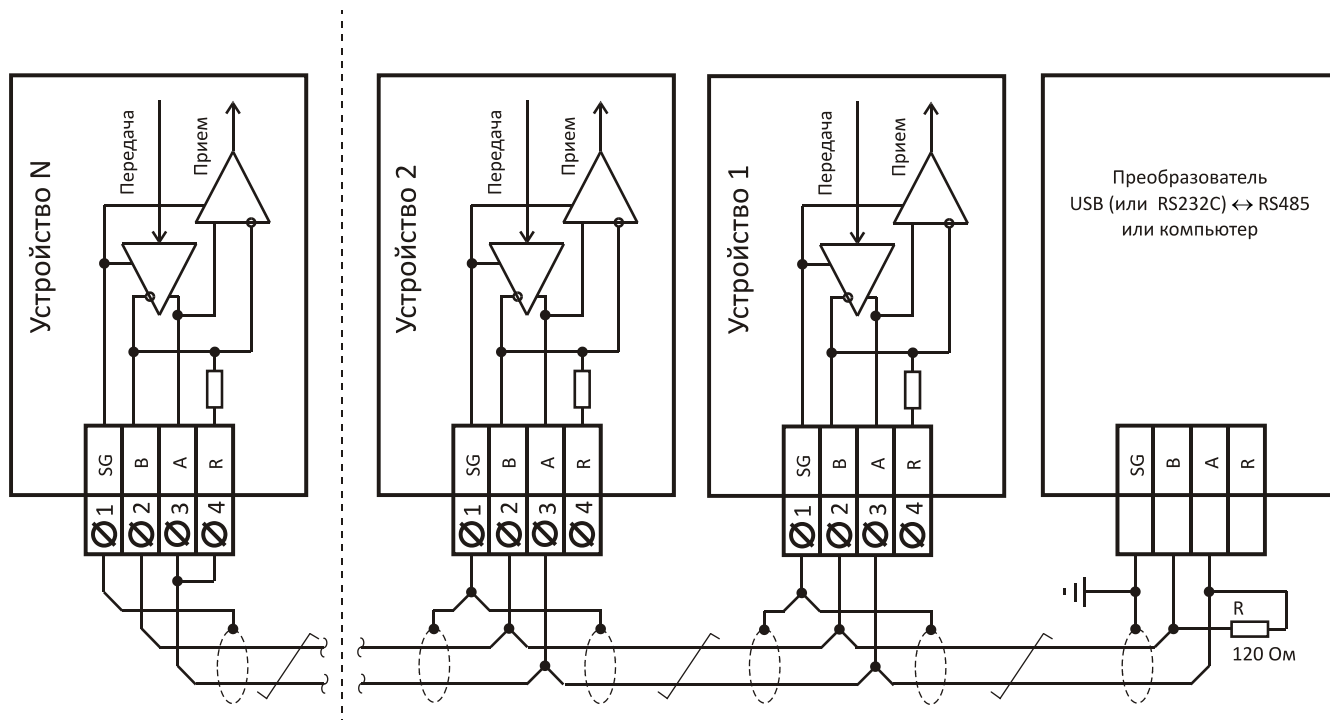 Устройство N
Передача
Прием
SG
B
A
R
1
2
3
4
Устройство 2
Передача
Прием
SG
B
A
R
1
2
3
4
Устройство 1
Передача
Прием
SG
B
A
R
1
2
3
4
Преобразователь
USB (или RS232C) ↔ RS485
или компьютер
SG
B
A
R
R
120 Ом